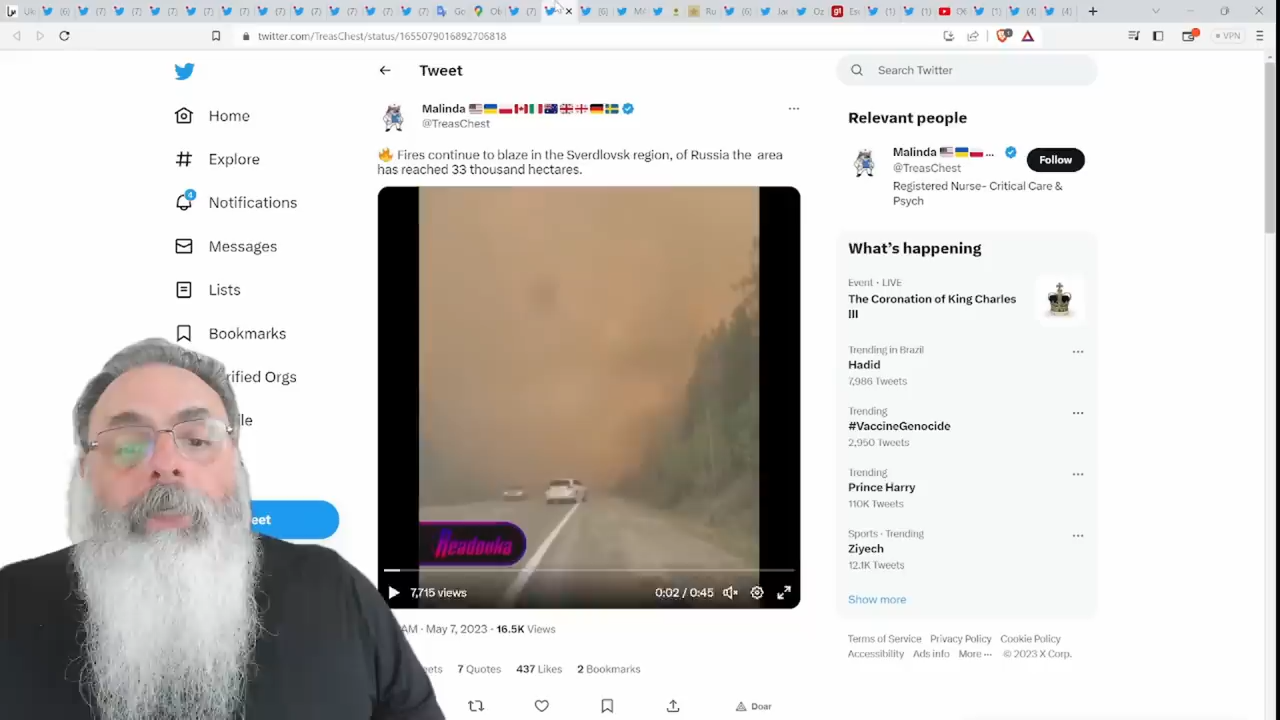 twitter.com/TreasChest/status/1655079016892706818
VPN
Home
Explore
4
Notifications
Messages
Lists
Bookmarks
rified Orgs
le
eet
Tweet
Malinda
@TreasChest
Fires continue to blaze in the Sverdlovsk region, of Russia the area
has reached 33 thousand hectares.
Readovka
7,715 views
0:02 / 0:45
AM · May 7, 2023 · 16.5K Views
eets 7 Quotes 437 Likes 2 Bookmarks
Doar
Search Twitter
Relevant people
Malinda ...
@TreasChest
Follow
Registered Nurse- Critical Care &
Psych
What's happening
Event · LIVE
The Coronation of King Charles
III
Trending in Brazil
Hadid
7,986 Tweets
Trending
#VaccineGenocide
2,950 Tweets
Trending
Prince Harry
110K Tweets
Sports · Trending
Ziyech
12.1K Tweets
Show more
Terms of Service Privacy Policy Cookie Policy
Accessibility Ads info More ··· © 2023 X Corp.